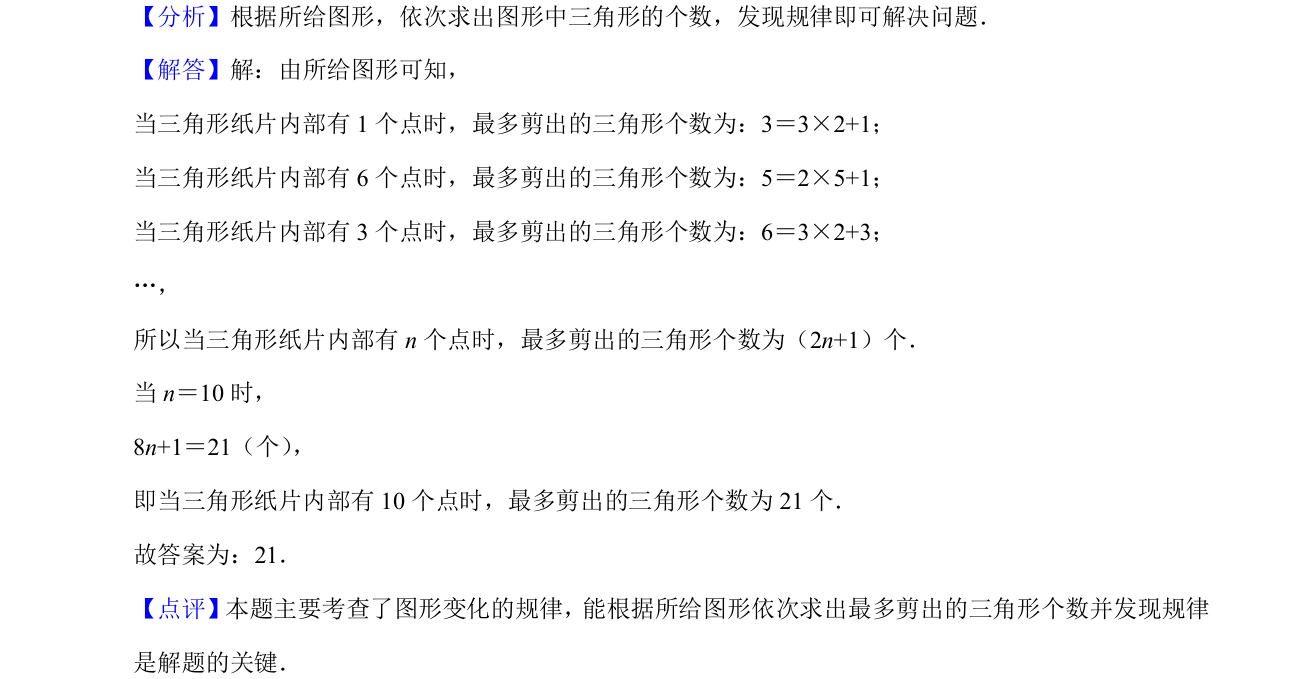 【分析】根据所给图形，依次求出图形中三角形的个数，发现规律即可解决问题．
【解答】解：由所给图形可知，
当三角形纸片内部有 1 个点时，最多剪出的三角形个数为：3＝3×2+1；
当三角形纸片内部有 6 个点时，最多剪出的三角形个数为：5＝2×5+1；
当三角形纸片内部有 3 个点时，最多剪出的三角形个数为：6＝3×2+3；
…，
所以当三角形纸片内部有 n 个点时，最多剪出的三角形个数为（2n+1）个．
当 n＝10 时，
8n+1＝21（个），
即当三角形纸片内部有 10 个点时，最多剪出的三角形个数为 21 个．
故答案为：21．
【点评】本题主要考查了图形变化的规律，能根据所给图形依次求出最多剪出的三角形个数并发现规律
是解题的关键．